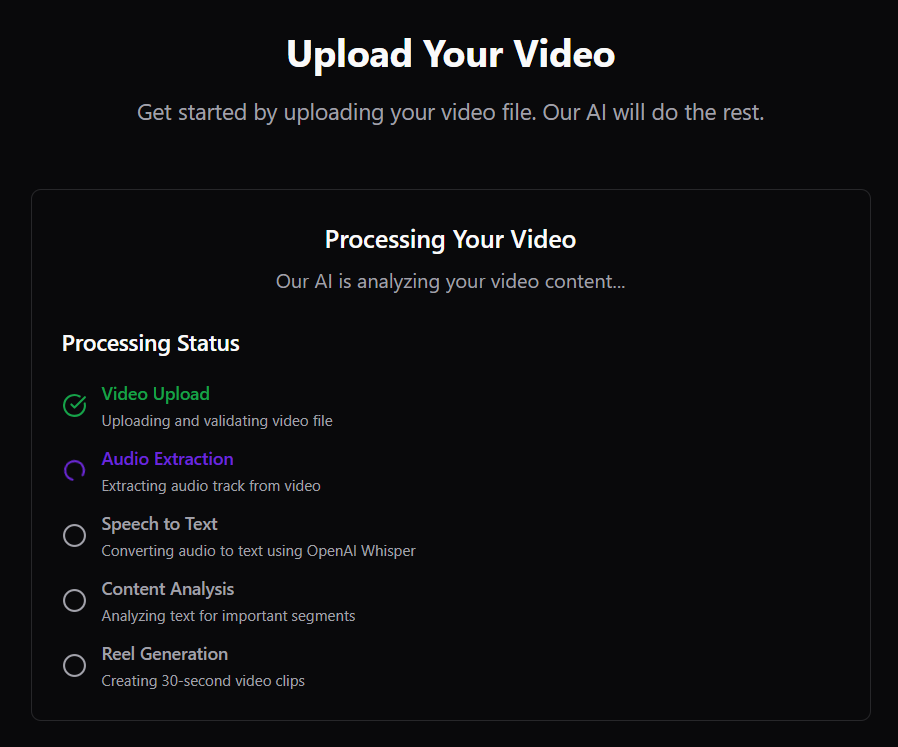 Upload Your Video
Get started by uploading your video file. Our AI will do the rest.
Processing Your Video
Our AI is analyzing your video content...
Processing Status
Video Upload
Uploading and validating video file
Audio Extraction
Extracting audio track from video
Speech to Text
Converting audio to text using OpenAI Whisper
Content Analysis
Analyzing text for important segments
Reel Generation
Creating 30-second video clips